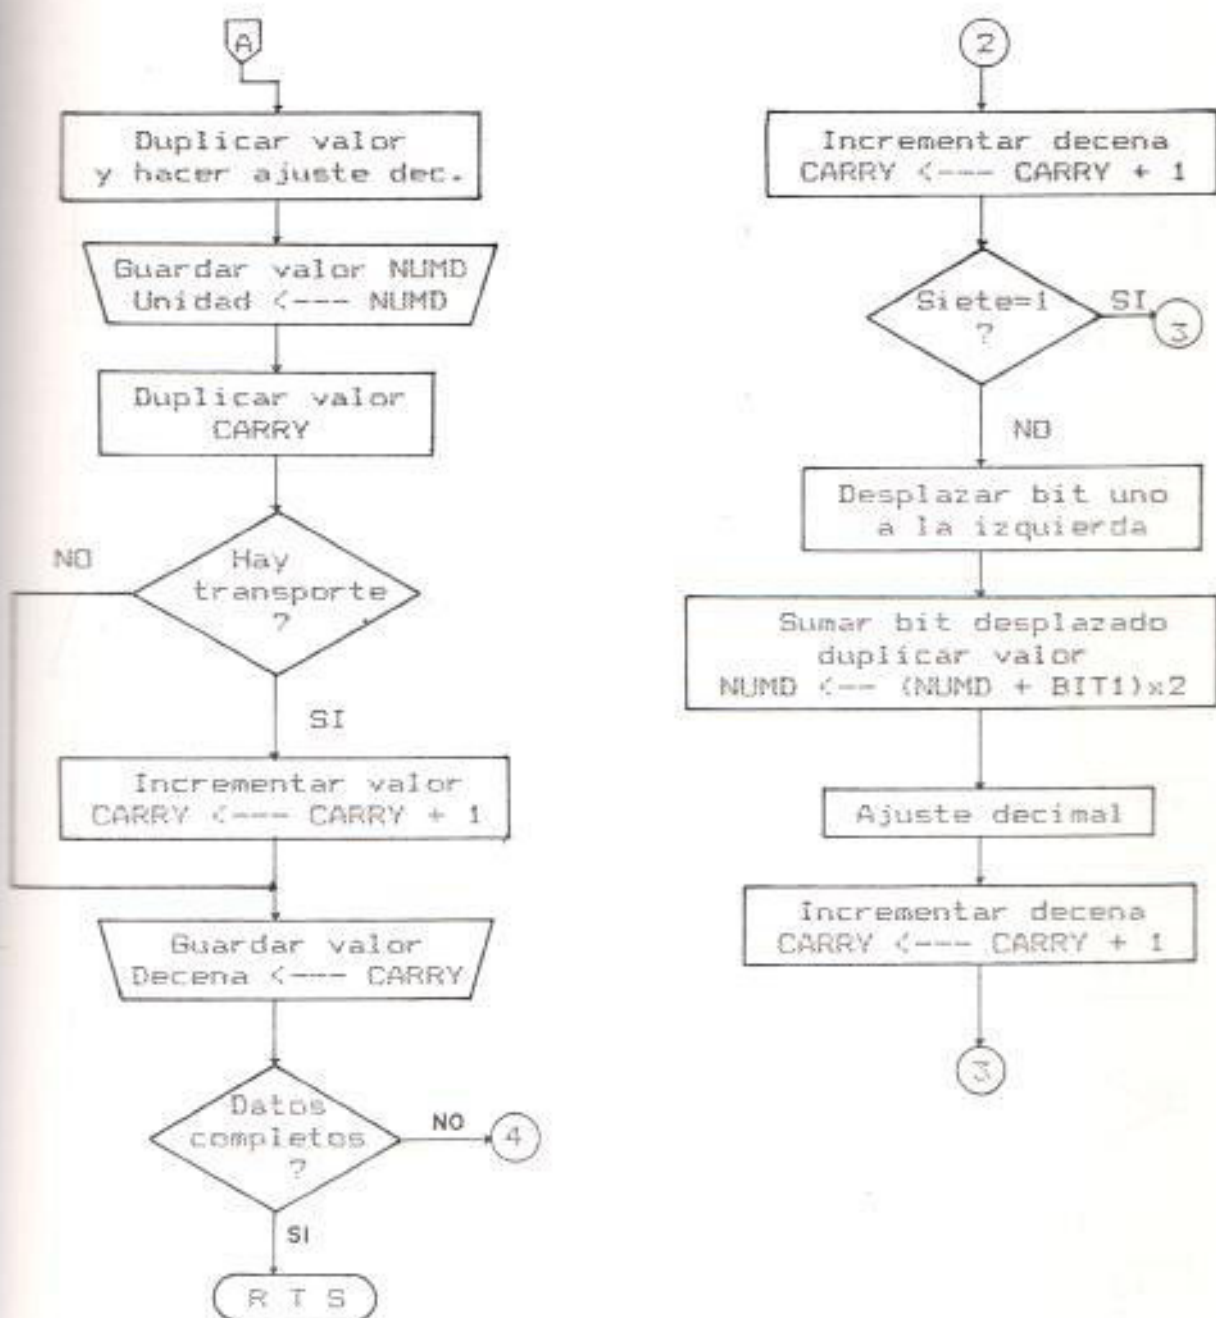 A
Duplicar valor
y hacer ajuste dec.
Guardar valor NUMD
Unidad <--- NUMD
Duplicar valor
CARRY
Hay
transporte
?
NO
SI
Incrementar valor
CARRY <--- CARRY + 1
Guardar valor
Decena <--- CARRY
Datos
completos
?
NO
4
SI
R T S
2
Incrementar decena
CARRY <--- CARRY + 1
Siete=1
?
SI
3
NO
Desplazar bit uno
a la izquierda
Sumar bit desplazado
duplicar valor
NUMD <-- (NUMD + BIT1)x2
Ajuste decimal
Incrementar decena
CARRY <--- CARRY + 1
3